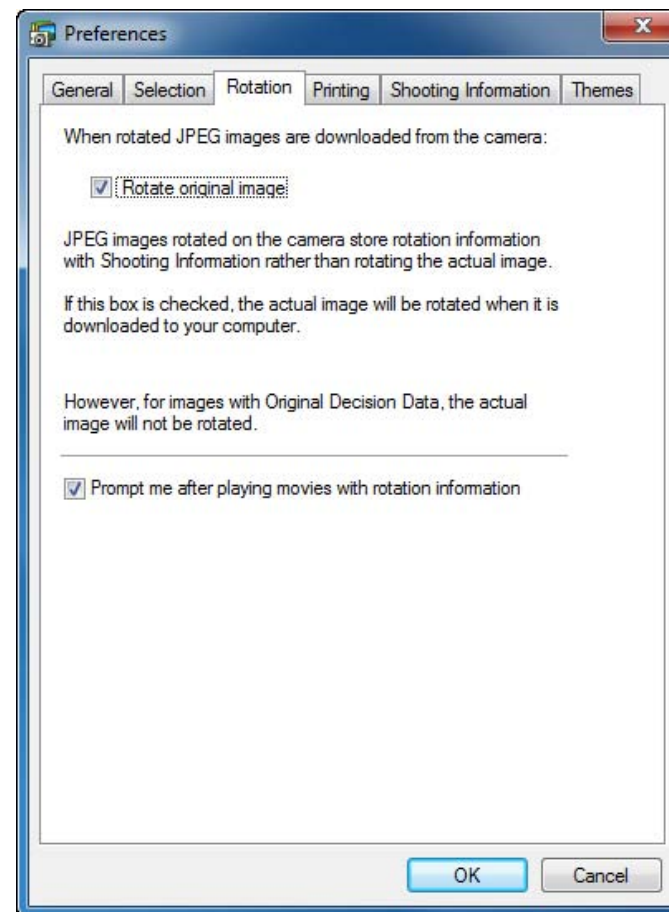 Preferences
General Selection Rotation Printing Shooting Information Themes
When rotated JPEG images are downloaded from the camera:
Rotate original image
JPEG images rotated on the camera store rotation information
with Shooting Information rather than rotating the actual image.
If this box is checked, the actual image will be rotated when it is
downloaded to your computer.
However, for images with Original Decision Data, the actual
image will not be rotated.
Prompt me after playing movies with rotation information
OK Cancel